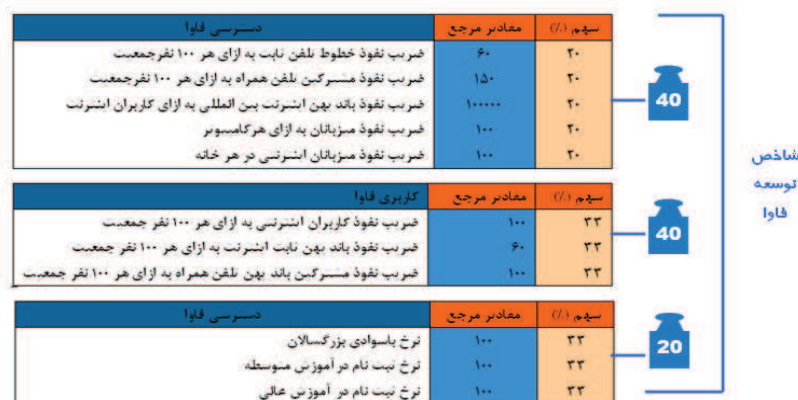 دسترسی فاوا مقادیر مرجع سهم (٪)
ضریب نفوذ خطوط تلفن ثابت به ازای هر ۱۰۰ نفرجمعیت ۶۰ ۲۰
ضریب نفوذ مشترکین تلفن همراه به ازای هر ۱۰۰ نفرجمعیت ۱۵۰ ۲۰
ضریب نفوذ باند پهن اینترنت بین المللی به ازای کاربران اینترنت ۱۰۰۰۰۰ ۲۰
ضریب نفوذ میزبانان به ازای هرکامپیوتر ۱۰۰ ۲۰
ضریب نفوذ میزبانان اینترنتی در هر خانه ۱۰۰ ۲۰
40
کاربری فاوا مقادیر مرجع سهم (٪)
ضریب نفوذ کاربران اینترنتی به ازای هر ۱۰۰ نفر جمعیت ۱۰۰ ۳۳
ضریب نفوذ باند پهن ثابت اینترنت به ازای هر ۱۰۰ نفر جمعیت ۶۰ ۳۳
ضریب نفوذ مشترکین باند پهن تلفن همراه به ازای هر ۱۰۰ نفر جمعیت ۱۰۰ ۳۳
40
دسترسی فاوا مقادیر مرجع سهم (٪)
نرخ باسوادی بزرگسالان ۱۰۰ ۳۳
نرخ ثبت نام در آموزش متوسطه ۱۰۰ ۳۳
نرخ ثبت نام در آموزش عالی ۱۰۰ ۳۳
20
شاخص
توسعه
فاوا